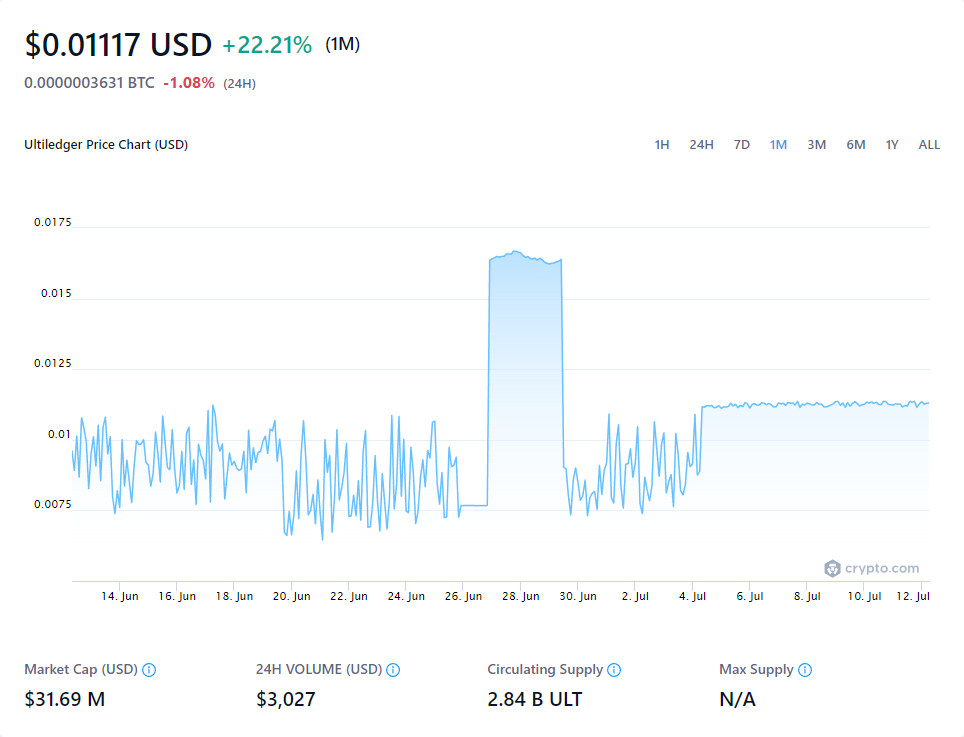 $0.01117 USD +22.21% (1M)
0.0000003631 BTC -1.08% (24H)
Ultiledger Price Chart (USD) 1H 24H 7D 1M 3M 6M 1Y ALL
0.0175
0.015
0.0125
0.01
0.0075
crypto.com
14. Jun 16. Jun 18. Jun 20. Jun 22. Jun 24. Jun 26. Jun 28. Jun 30. Jun 2. Jul 4. Jul 6. Jul 8. Jul 10. Jul 12. Jul
Market Cap (USD) 24H VOLUME (USD) Circulating Supply Max Supply
$31.69 M $3,027 2.84 B ULT N/A